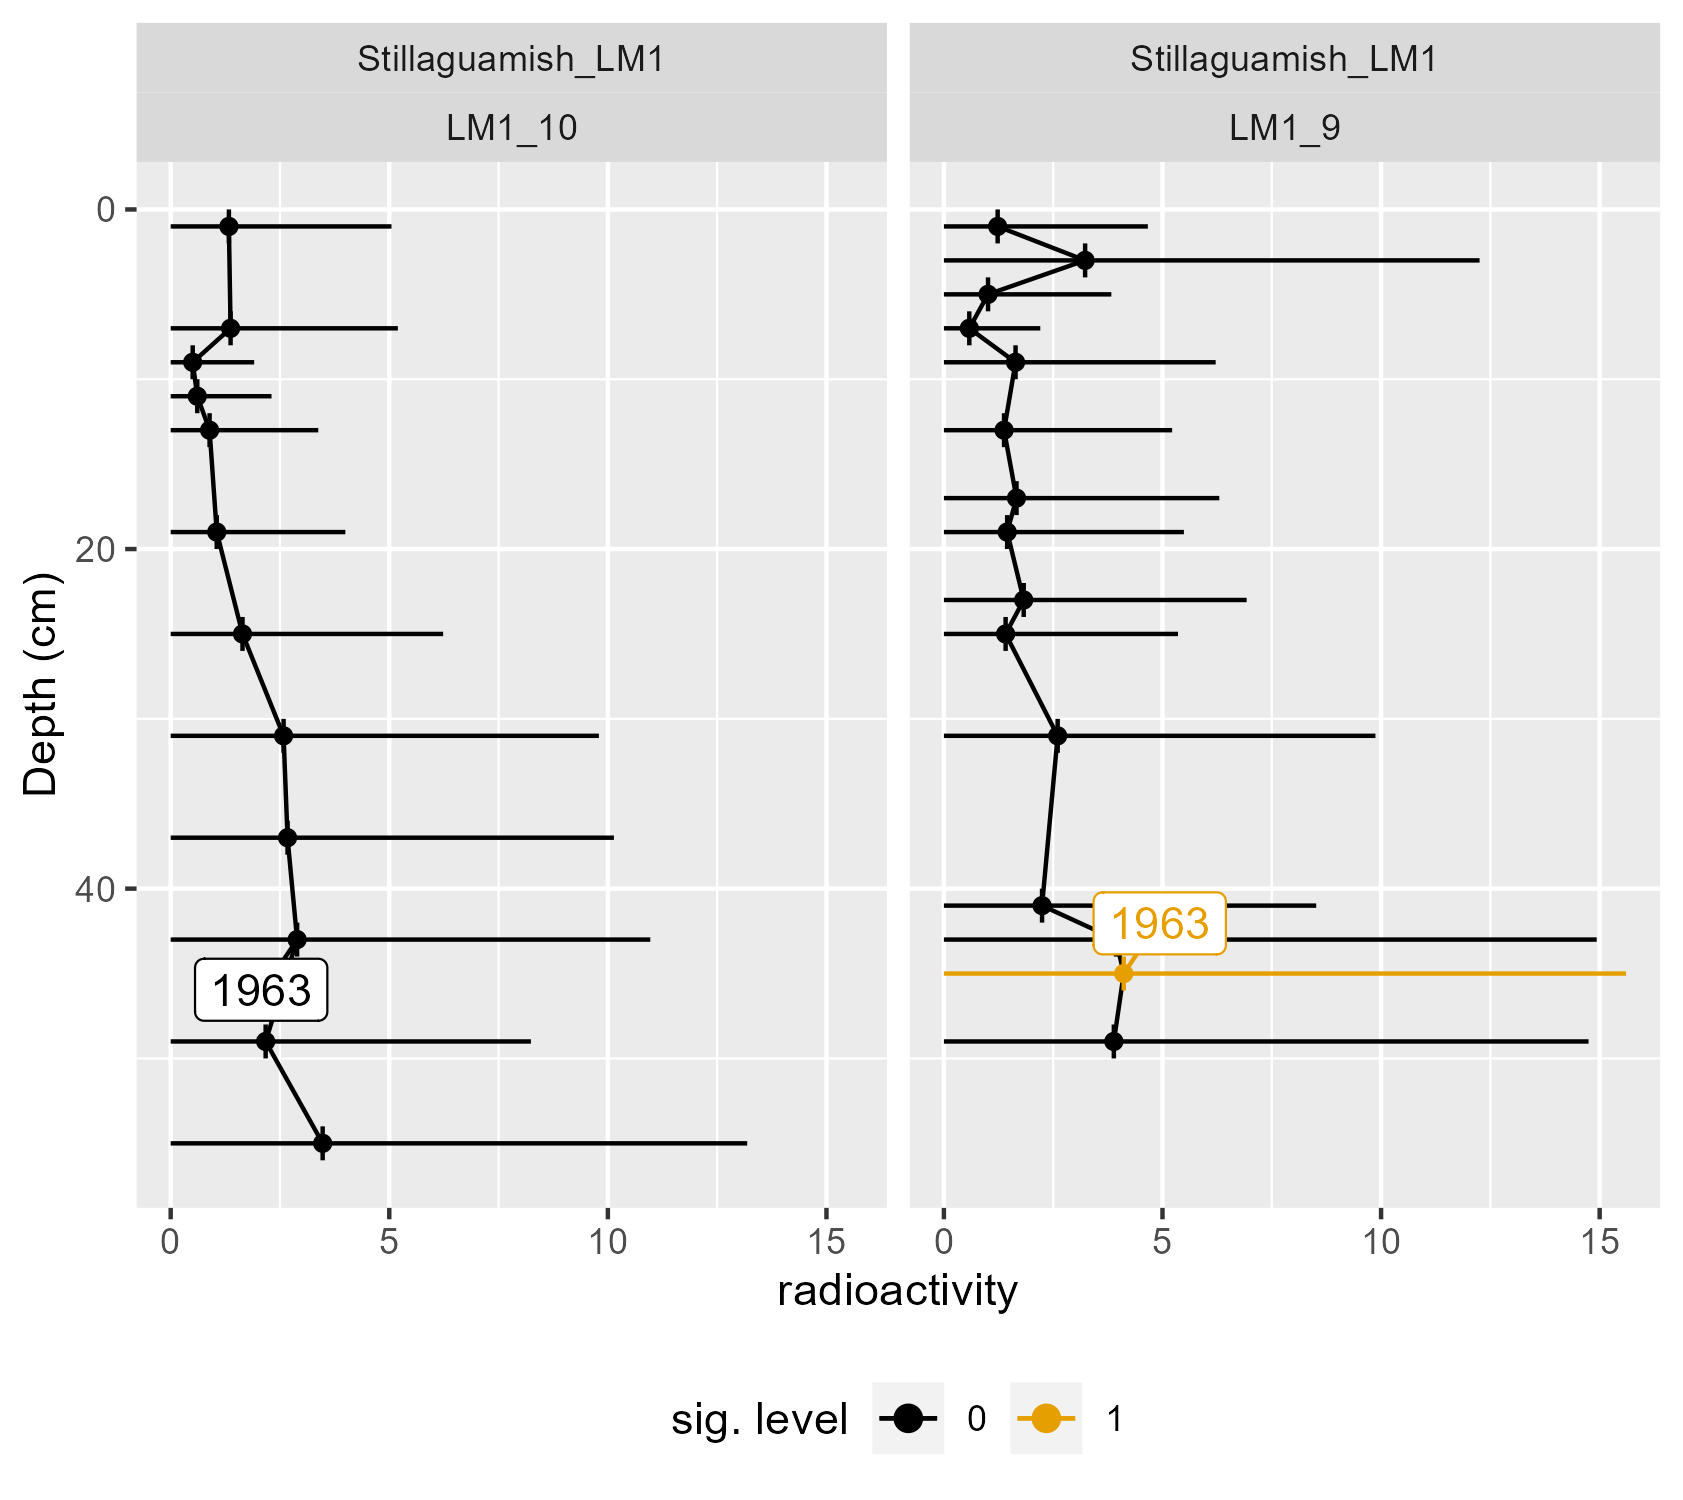 Stillaguamish_LM1
Stillaguamish_LM1
LM1_10
LM1_9
0
20
40
Depth (cm)
1963
1963
0 5 10 15
0 5 10 15
radioactivity
sig. level 0 1